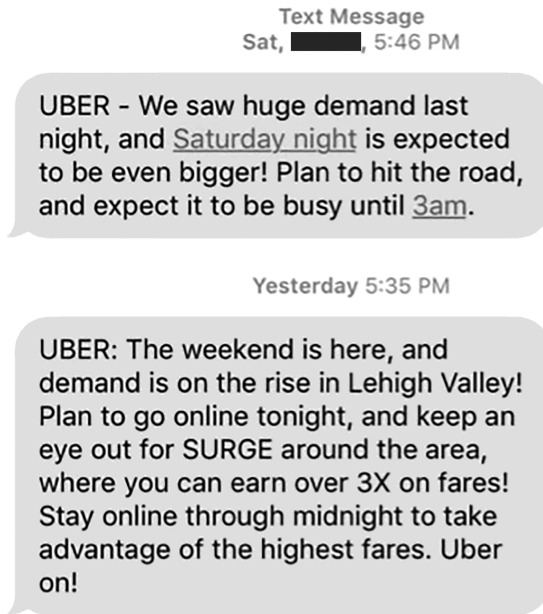 Text Message
Sat, , 5:46 PM
UBER - We saw huge demand last
night, and Saturday night is expected
to be even bigger! Plan to hit the road,
and expect it to be busy until 3am.
Yesterday 5:35 PM
UBER: The weekend is here, and
demand is on the rise in Lehigh Valley!
Plan to go online tonight, and keep an
eye out for SURGE around the area,
where you can earn over 3X on fares!
Stay online through midnight to take
advantage of the highest fares. Uber
on!